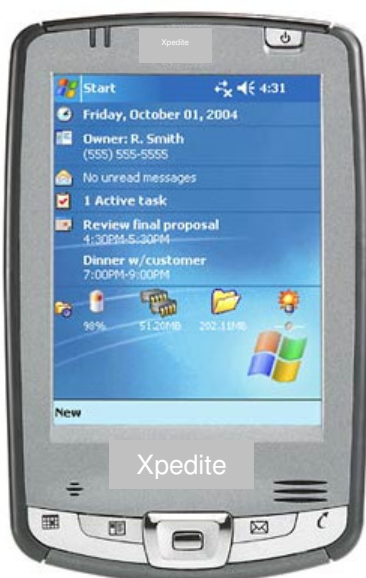 Xpedite
Start 4:31
Friday, October 01, 2004
Owner: R. Smith
(555) 555-5555
No unread messages
1 Active task
Review final proposal
4:30PM-5:30PM
Dinner w/customer
7:00PM-9:00PM
98% 51.20MB 202.11MB
New
Xpedite